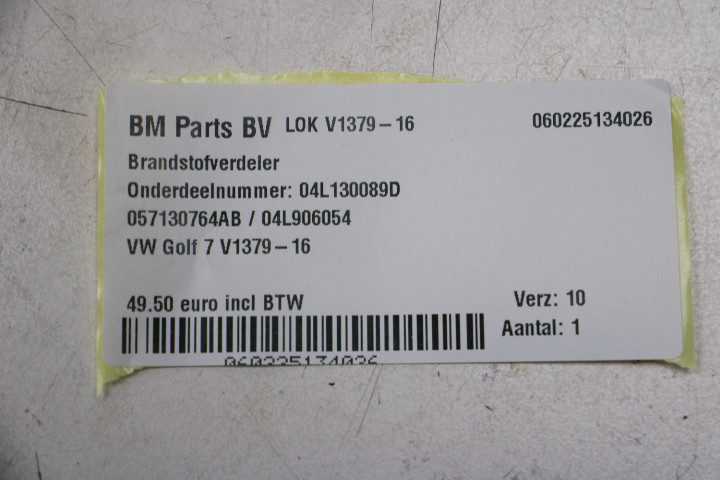 BM Parts BV LOK V1379-16 060225134026
Brandstofverdeler
Onderdeelnummer: 04L130089D
057130764AB / 04L906054
VW Golf 7 V1379-16
49.50 euro incl BTW Verz: 10
Aantal: 1
060225134026